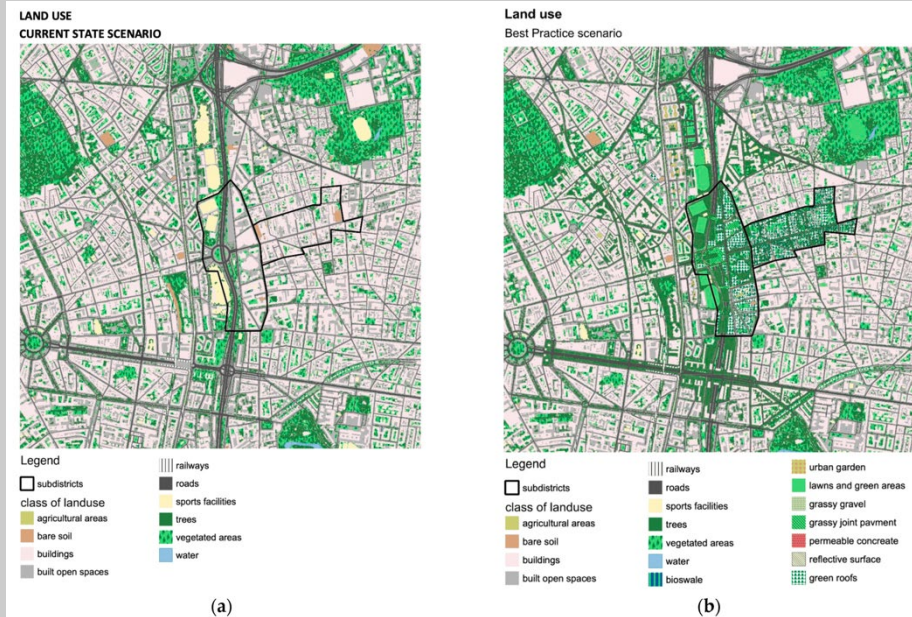 LAND USE
CURRENT STATE SCENARIO
Legend
subdistricts
class of landuse
agricultural areas
bare soil
buildings
built open spaces
railways
roads
sports facilities
trees
vegetated areas
water
(a)
Land use
Best Practice scenario
Legend
subdistricts
class of landuse
agricultural areas
bare soil
buildings
built open spaces
railways
roads
sports facilities
trees
vegetated areas
water
bioswale
urban garden
lawns and green areas
grassy gravel
grassy joint pavment
permeable concreate
reflective surface
green roofs
(b)